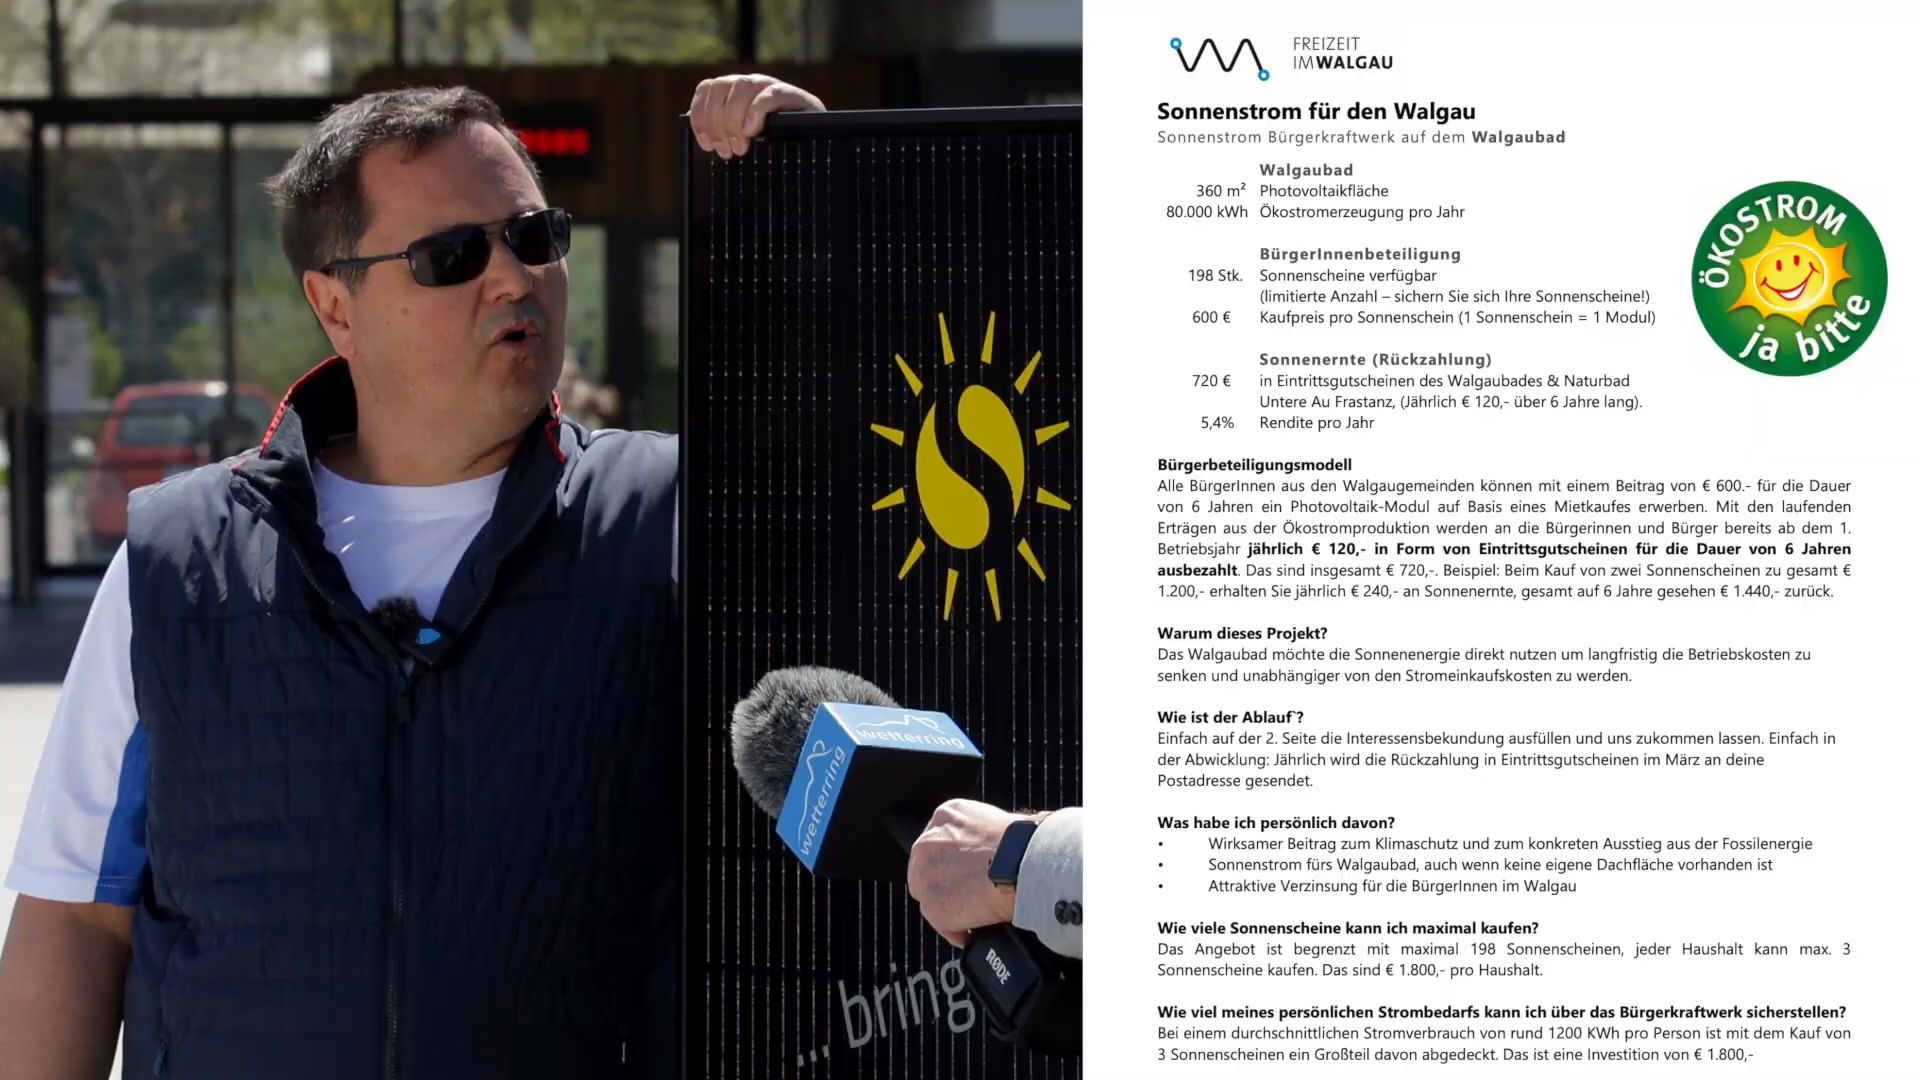 wetterring
wetterring
RØDE
... bring
FREIZEIT
IMWALGAU
Sonnenstrom für den Walgau
Sonnenstrom Bürgerkraftwerk auf dem Walgaubad
Walgaubad
360 m² Photovoltaikfläche
80.000 kWh Ökostromerzeugung pro Jahr
BürgerInnenbeteiligung
198 Stk. Sonnenscheine verfügbar
(limitierte Anzahl – sichern Sie sich Ihre Sonnenscheine!)
600 € Kaufpreis pro Sonnenschein (1 Sonnenschein = 1 Modul)
Sonnenernte (Rückzahlung)
720 € in Eintrittsgutscheinen des Walgaubades & Naturbad
Untere Au Frastanz, (Jährlich € 120,- über 6 Jahre lang).
5,4% Rendite pro Jahr
ÖKOSTROM
ja bitte
Bürgerbeteiligungsmodell
Alle BürgerInnen aus den Walgaugemeinden können mit einem Beitrag von € 600.- für die Dauer
von 6 Jahren ein Photovoltaik-Modul auf Basis eines Mietkaufes erwerben. Mit den laufenden
Erträgen aus der Ökostromproduktion werden an die Bürgerinnen und Bürger bereits ab dem 1.
Betriebsjahr jährlich € 120,- in Form von Eintrittsgutscheinen für die Dauer von 6 Jahren
ausbezahlt. Das sind insgesamt € 720,-. Beispiel: Beim Kauf von zwei Sonnenscheinen zu gesamt €
1.200,- erhalten Sie jährlich € 240,- an Sonnenernte, gesamt auf 6 Jahre gesehen € 1.440,- zurück.
Warum dieses Projekt?
Das Walgaubad möchte die Sonnenenergie direkt nutzen um langfristig die Betriebskosten zu
senken und unabhängiger von den Stromeinkaufskosten zu werden.
Wie ist der Ablauf`?
Einfach auf der 2. Seite die Interessensbekundung ausfüllen und uns zukommen lassen. Einfach in
der Abwicklung: Jährlich wird die Rückzahlung in Eintrittsgutscheinen im März an deine
Postadresse gesendet.
Was habe ich persönlich davon?
• Wirksamer Beitrag zum Klimaschutz und zum konkreten Ausstieg aus der Fossilenergie
• Sonnenstrom fürs Walgaubad, auch wenn keine eigene Dachfläche vorhanden ist
• Attraktive Verzinsung für die BürgerInnen im Walgau
Wie viele Sonnenscheine kann ich maximal kaufen?
Das Angebot ist begrenzt mit maximal 198 Sonnenscheinen, jeder Haushalt kann max. 3
Sonnenscheine kaufen. Das sind € 1.800,- pro Haushalt.
Wie viel meines persönlichen Strombedarfs kann ich über das Bürgerkraftwerk sicherstellen?
Bei einem durchschnittlichen Stromverbrauch von rund 1200 KWh pro Person ist mit dem Kauf von
3 Sonnenscheinen ein Großteil davon abgedeckt. Das ist eine Investition von € 1.800,-